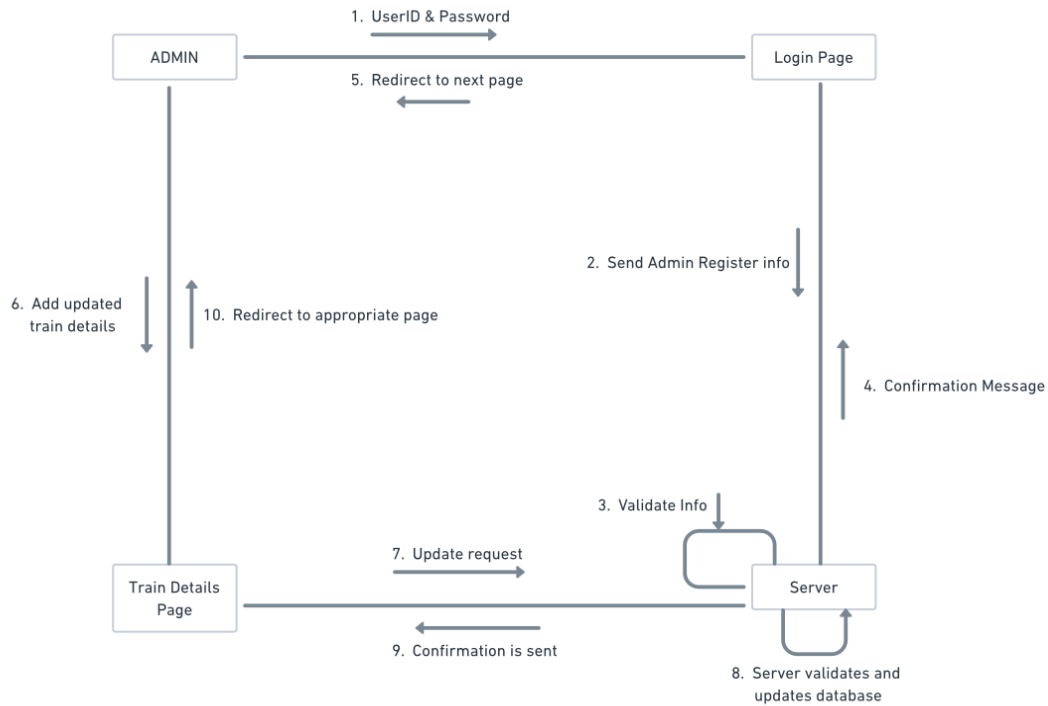 1. UserID & Password
ADMIN
Login Page
5. Redirect to next page
2. Send Admin Register info
6. Add updated
train details
10. Redirect to appropriate page
4. Confirmation Message
3. Validate Info
7. Update request
Train Details
Page
Server
9. Confirmation is sent
8. Server validates and
updates database